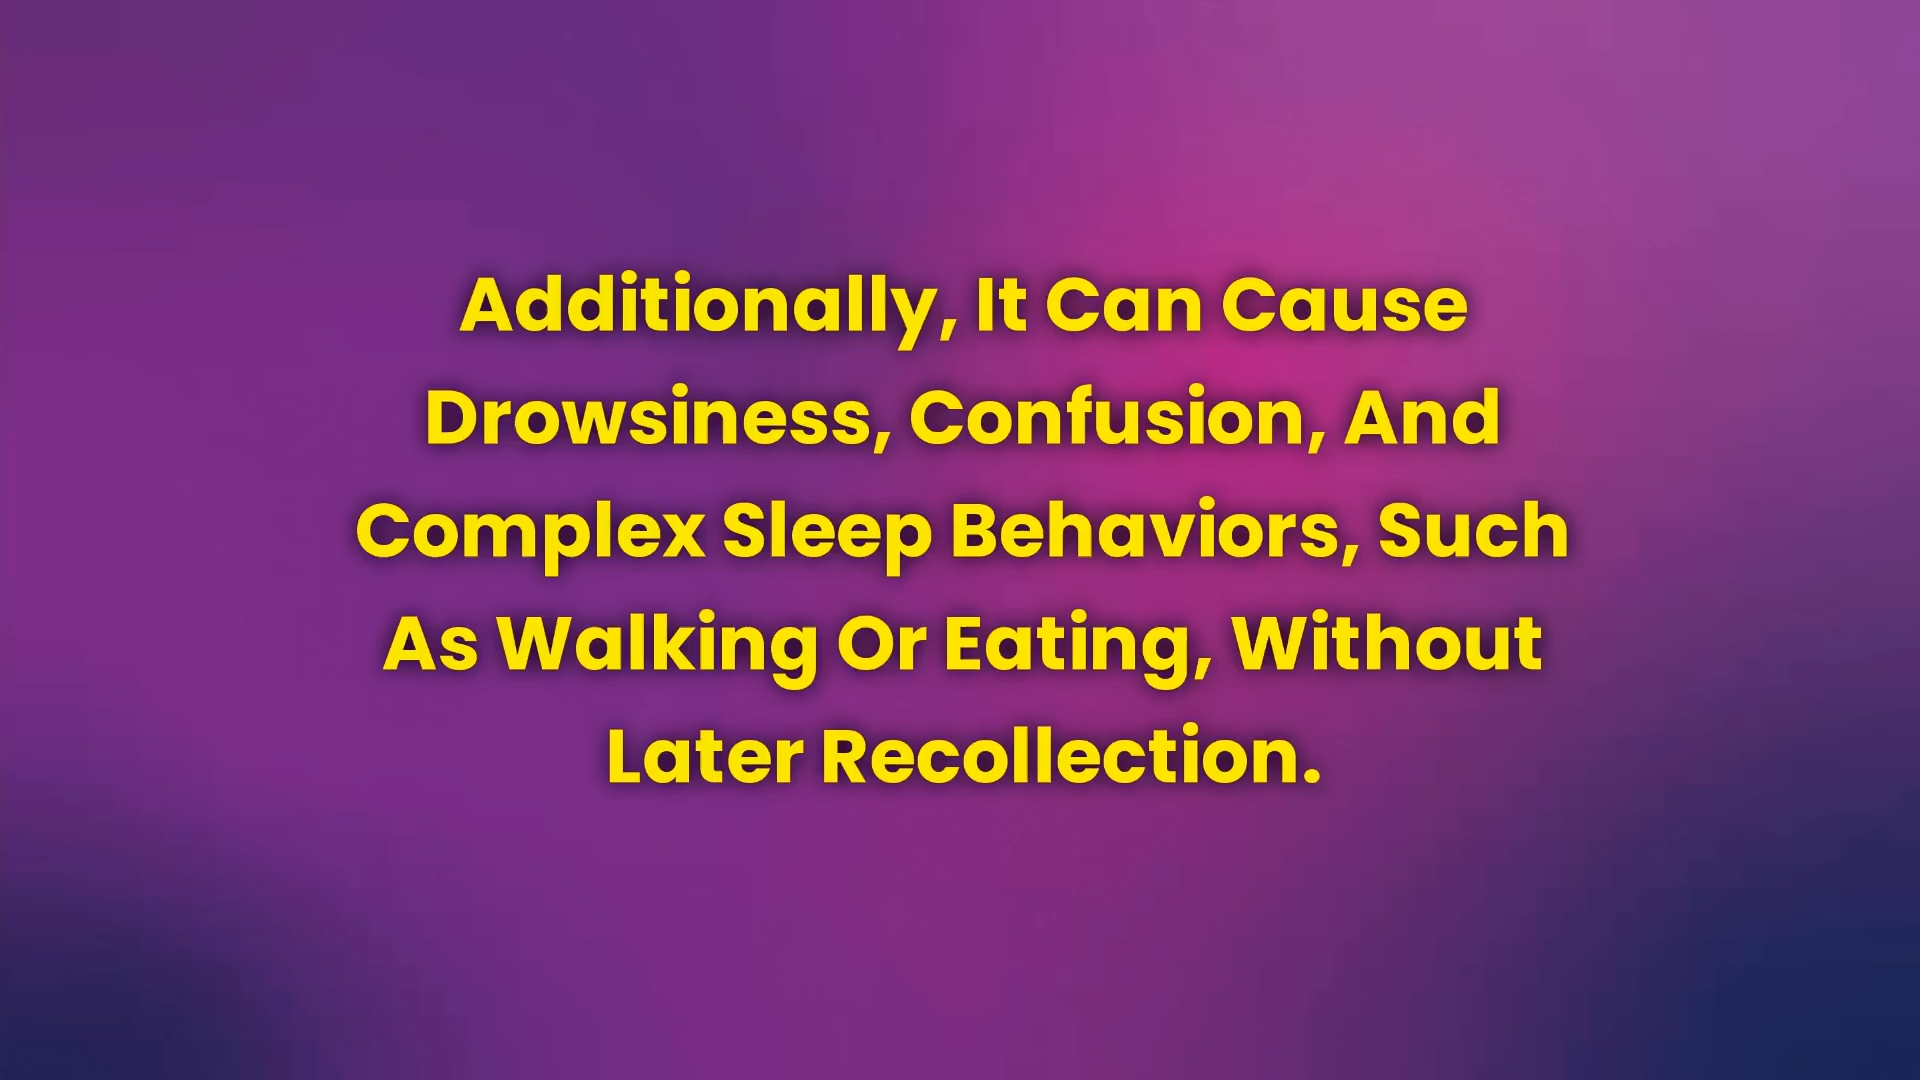 Additionally, It Can Cause
Drowsiness, Confusion, And
Complex Sleep Behaviors, Such
As Walking Or Eating, Without
Later Recollection.